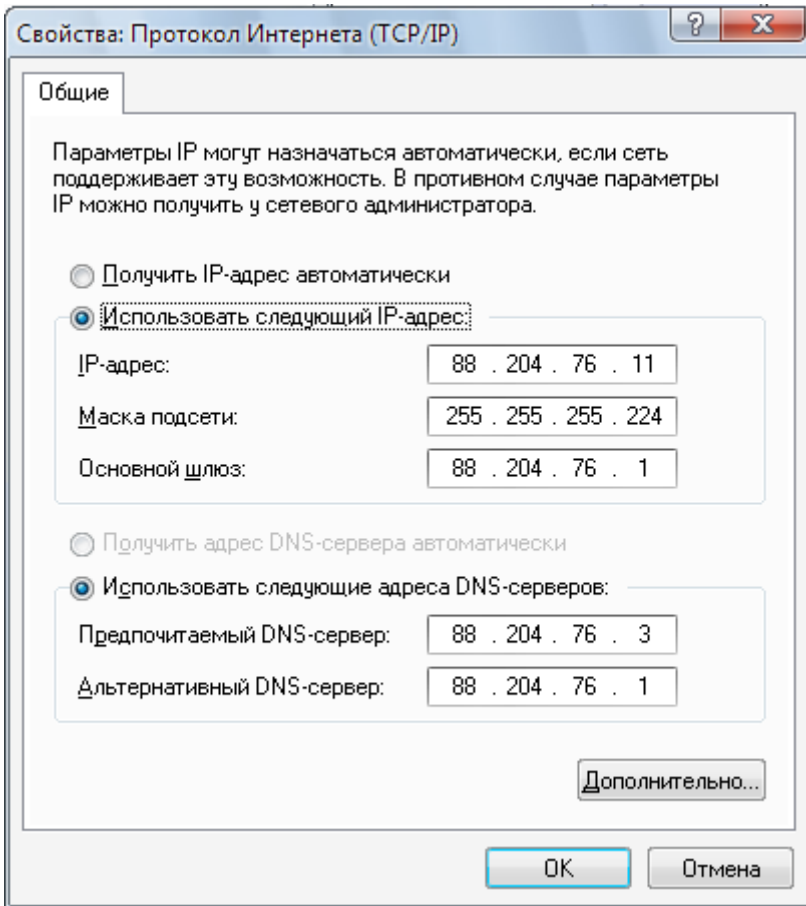 Свойства: Протокол Интернета (TCP/IP)
Общие
Параметры IP могут назначаться автоматически, если сеть
поддерживает эту возможность. В противном случае параметры
IP можно получить у сетевого администратора.
Получить IP-адрес автоматически
Использовать следующий IP-адрес:
IP-адрес: 88 . 204 . 76 . 11
Маска подсети: 255 . 255 . 255 . 224
Основной шлюз: 88 . 204 . 76 . 1
Получить адрес DNS-сервера автоматически
Использовать следующие адреса DNS-серверов:
Предпочитаемый DNS-сервер: 88 . 204 . 76 . 3
Альтернативный DNS-сервер: 88 . 204 . 76 . 1
Дополнительно...
OK Отмена